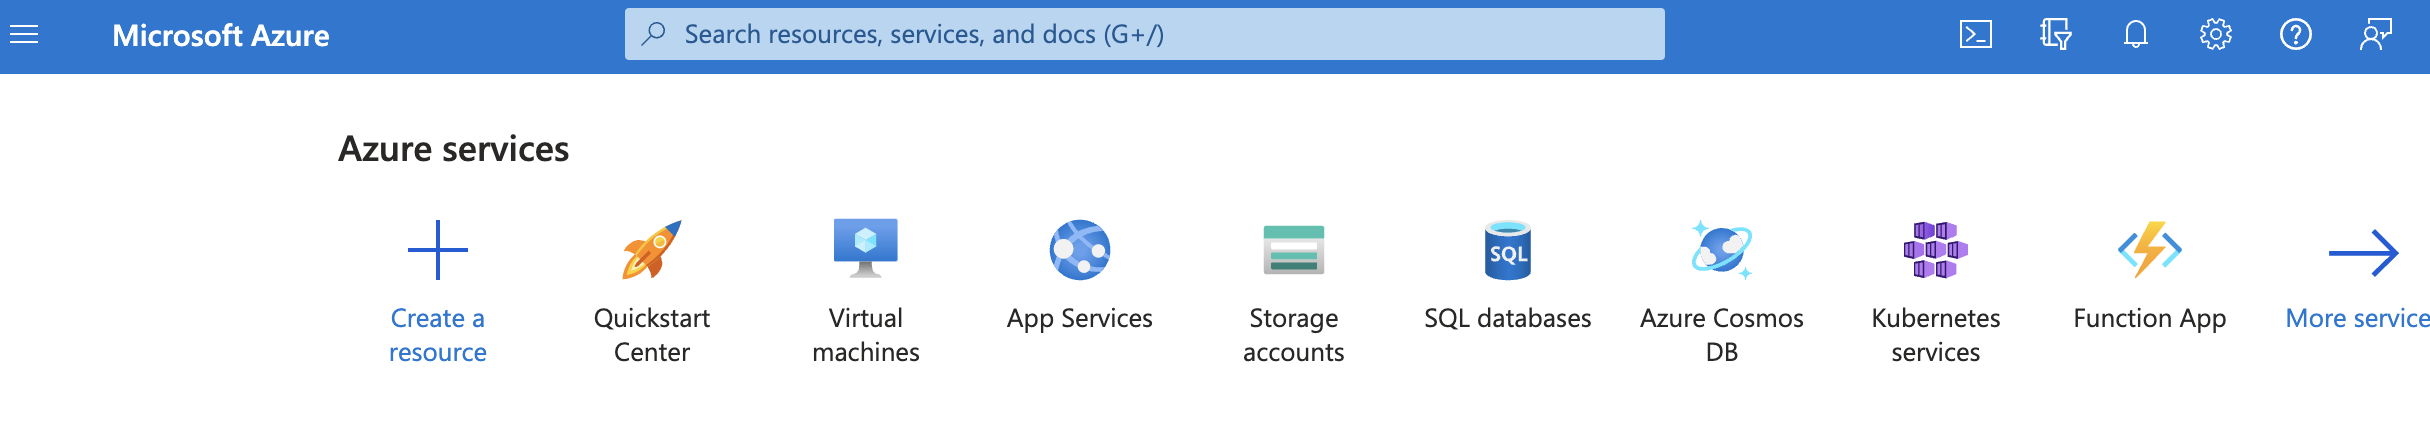 Microsoft Azure
Search resources, services, and docs (G+/)
Azure services
Create a
resource
Quickstart
Center
Virtual
machines
App Services
Storage
accounts
SQL
SQL databases
Azure Cosmos
DB
Kubernetes
services
Function App
More service